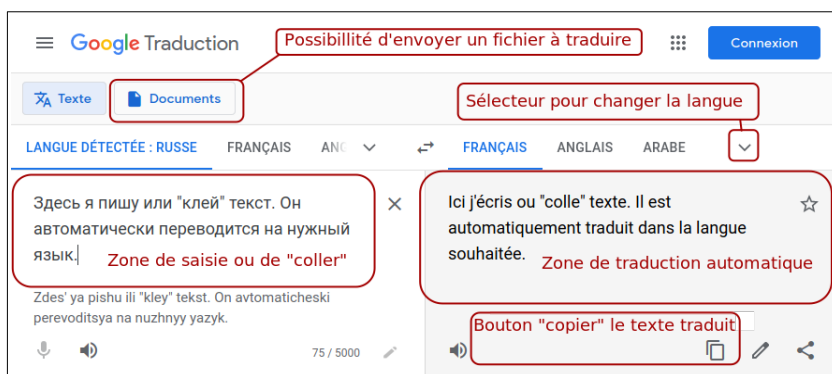 Google Traduction
Possibillité d'envoyer un fichier à traduire
Connexion
Texte
Documents
Sélecteur pour changer la langue
LANGUE DÉTECTÉE : RUSSE FRANÇAIS
FRANÇAIS ANGLAIS ARABE
Здесь я пишу или "клей" текст. Он
автоматически переводится на нужный
язык.
Zone de saisie ou de "coller"
Zdes' ya pishu ili "kley" tekst. On avtomaticheski
perevoditsya na nuzhnyy yazyk.
75 / 5000
Ici j'écris ou "colle" texte. Il est
automatiquement traduit dans la langue
souhaitée.
Zone de traduction automatique
Bouton "copier" le texte traduit